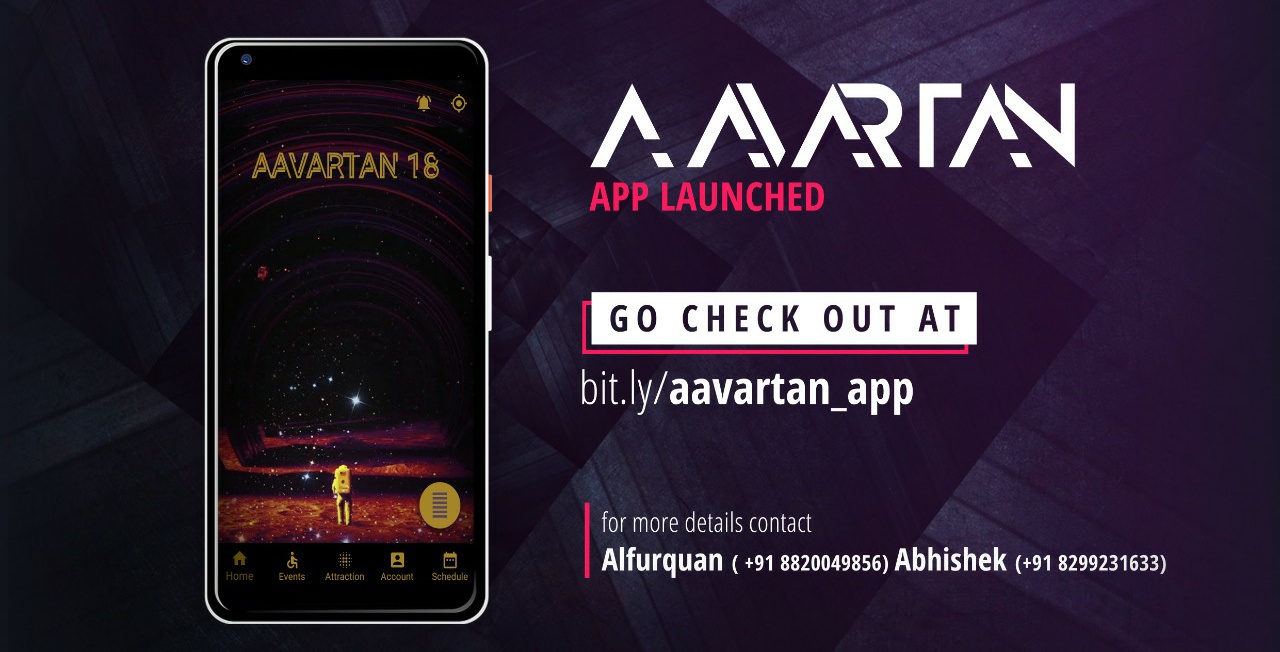 AAVARTAN 18
Home Events Attraction Account Schedule
AAVARTAN
APP LAUNCHED
GO CHECK OUT AT
bit.ly/aavartan_app
for more details contact
Alfurquan ( +91 8820049856) Abhishek (+91 8299231633)